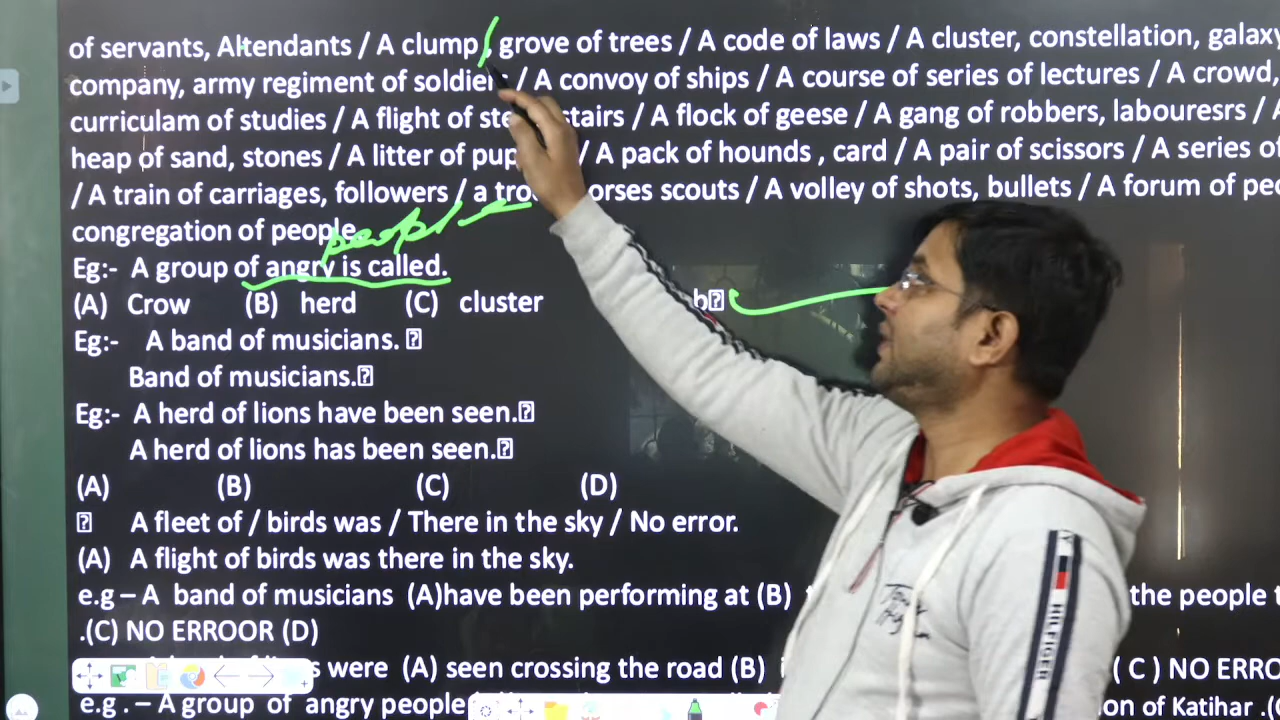 of servants, Altendants / A clump, grove of trees / A code of laws / A cluster, constellation, galaxy
company, army regiment of soldier / A convoy of ships / A course of series of lectures / A crowd,
curriculam of studies / A flight of stairs / A flock of geese / A gang of robbers, labouresrs / A
heap of sand, stones / A litter of / A pack of hounds , card / A pair of scissors / A series of
/ A train of carriages, followers / a scouts / A volley of shots, bullets / A forum of
congregation of people
people
Eg:- A group of angry is called.
(A) Crow (B) herd (C) cluster
Eg:- A band of musicians.
Band of musicians.
Eg:- A herd of lions have been seen.
A herd of lions has been seen.
(A) (B) (C) (D)
A fleet of / birds was / There in the sky / No error.
(A) A flight of birds was there in the sky.
e.g – A band of musicians (A)have been performing at (B) the people
.(C) NO ERROOR (D)
were (A) seen crossing the road (B) ( C ) NO
e.g . – A group of angry people on of Katihar .(
HILFIGER